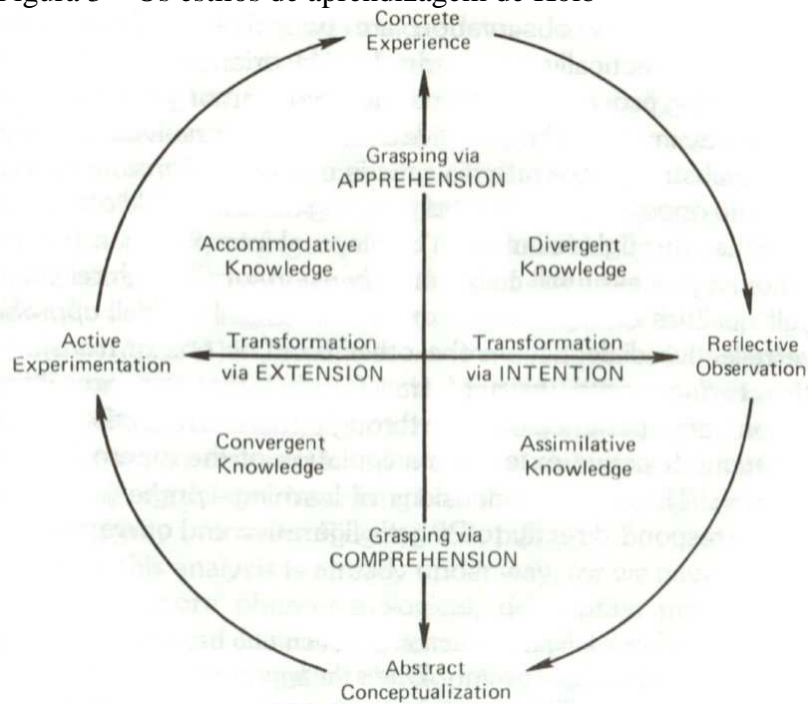 Figura 3 – Os estilos de aprendizagem de Kolb
Concrete
Experience
Grasping via
APPREHENSION
Accommodative
Knowledge
Divergent
Knowledge
Active
Experimentation
Transformation
via EXTENSION
Transformation
via INTENTION
Reflective
Observation
Convergent
Knowledge
Assimilative
Knowledge
Grasping via
COMPREHENSION
Abstract
Conceptualization